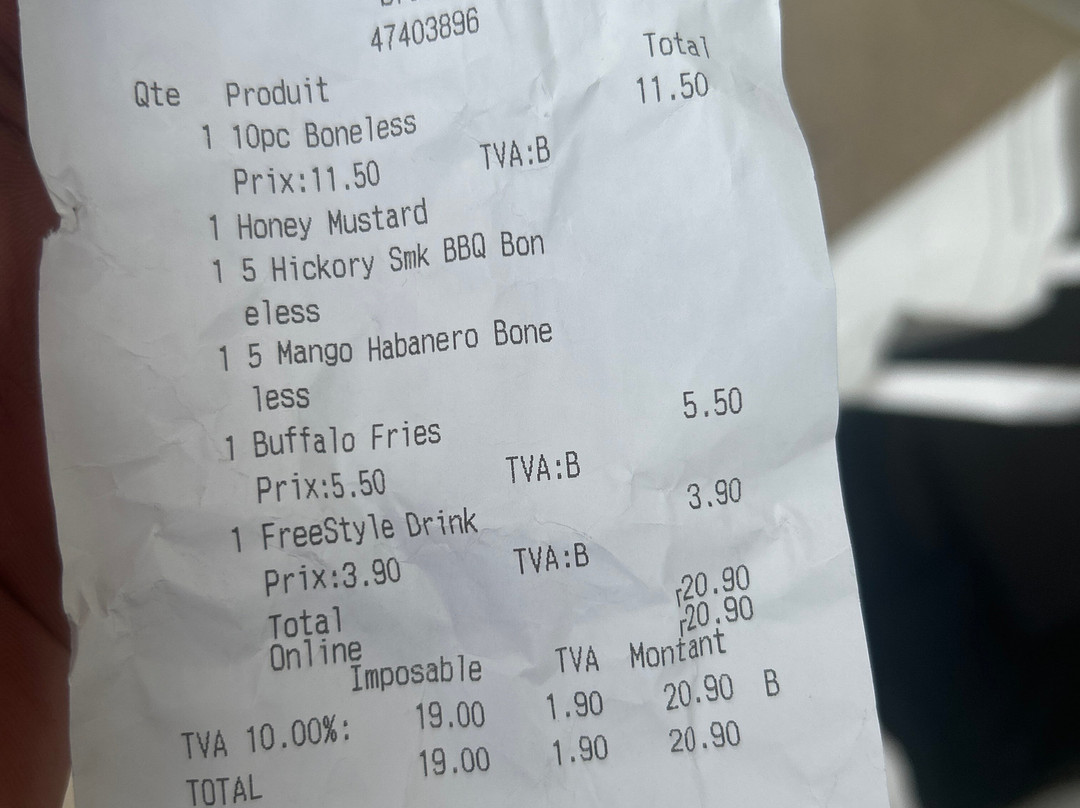 47403896
Qte Produit Total
1 10pc Boneless 11.50
Prix:11.50 TVA:B
1 Honey Mustard
1 5 Hickory Smk BBQ Bon
eless
1 5 Mango Habanero Bone
less
1 Buffalo Fries 5.50
Prix:5.50 TVA:B
1 FreeStyle Drink 3.90
Prix:3.90 TVA:B
Total г20.90
Online г20.90
Imposable TVA Montant
TVA 10.00%: 19.00 1.90 20.90 B
TOTAL 19.00 1.90 20.90